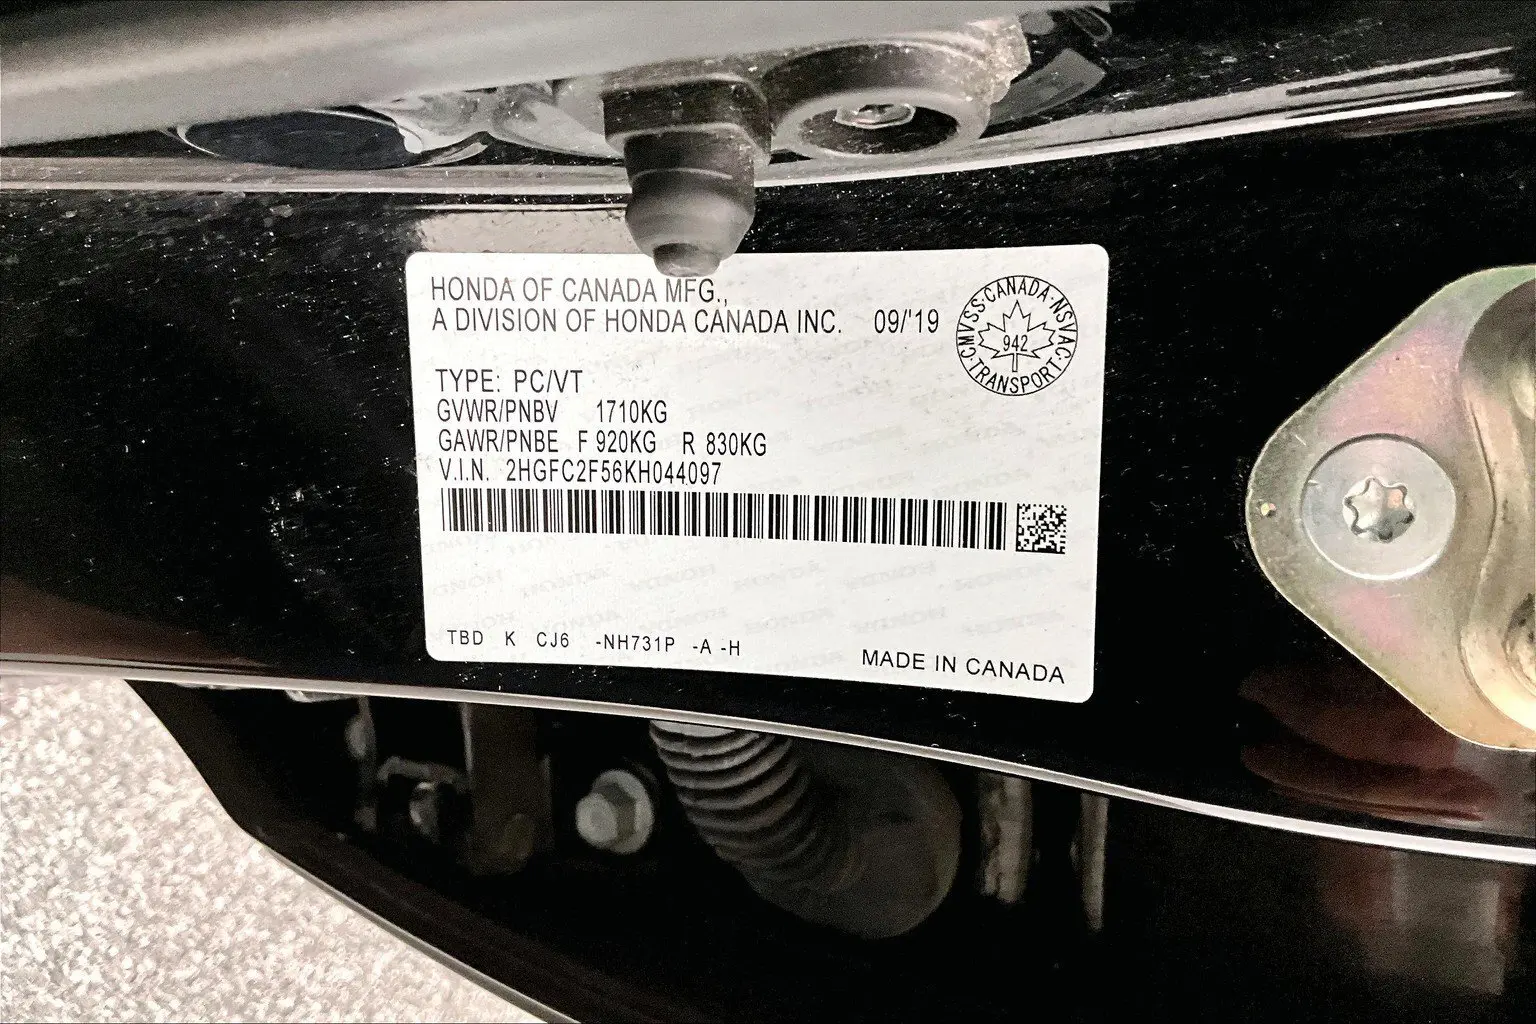 HONDA OF CANADA MFG.,
A DIVISION OF HONDA CANADA INC. 09/'19
CMVSS·CANADA·NSVAC·TRANSPORT·
942
TYPE: PC/VT
GVWR/PNBV 1710KG
GAWR/PNBE F 920KG R 830KG
V.I.N. 2HGFC2F56KH044097
TBD K CJ6 -NH731P -A -H
MADE IN CANADA